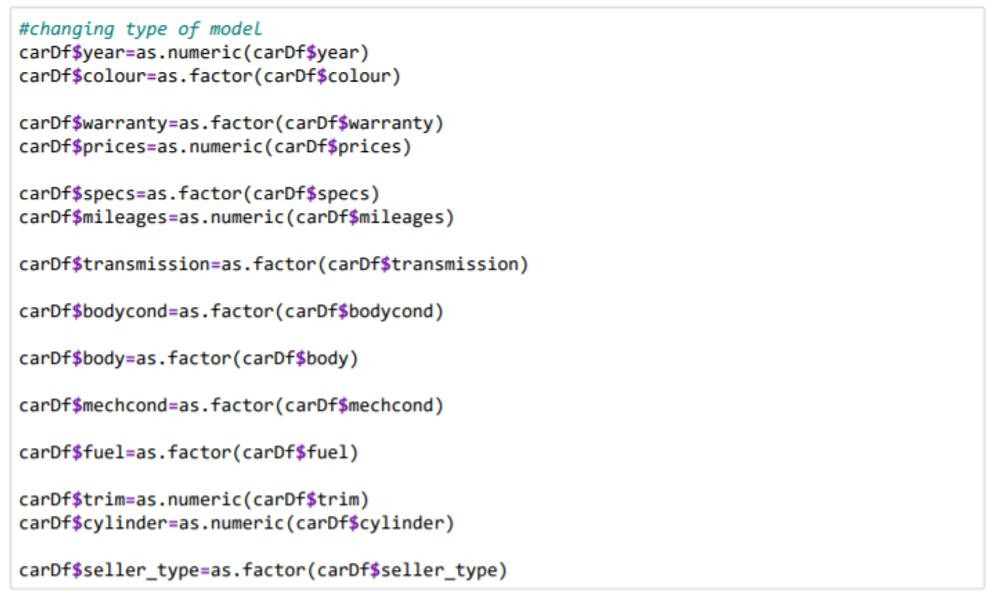 #changing type of model
carDf$year=as.numeric(carDf$year)
carDf$colour=as.factor(carDf$colour)
carDf$warranty=as.factor(carDf$warranty)
carDf$prices=as.numeric(carDf$prices)
carDf$specs=as.factor(carDf$specs)
carDf$mileages=as.numeric(carDf$mileages)
carDf$transmission=as.factor(carDf$transmission)
carDf$bodycond=as.factor(carDf$bodycond)
carDf$body=as.factor(carDf$body)
carDf$mechcond=as.factor(carDf$mechcond)
carDf$fuel=as.factor(carDf$fuel)
carDf$trim=as.numeric(carDf$trim)
carDf$cylinder=as.numeric(carDf$cylinder)
carDf$seller_type=as.factor(carDf$seller_type)